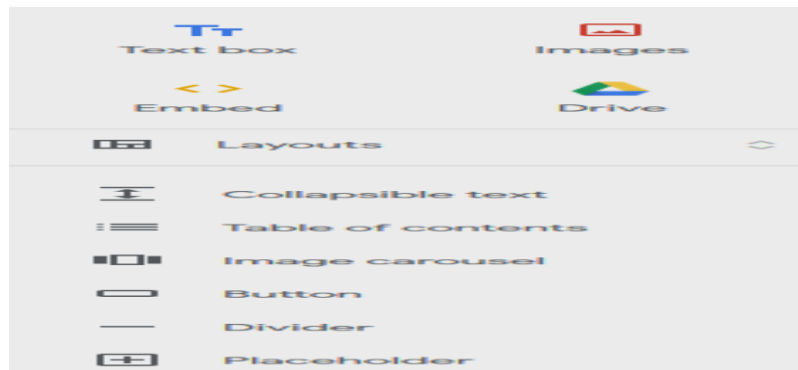 Text box Images
Embed Drive
Layouts
Collapsible text
Table of contents
Image carousel
Button
Divider
Placeholder